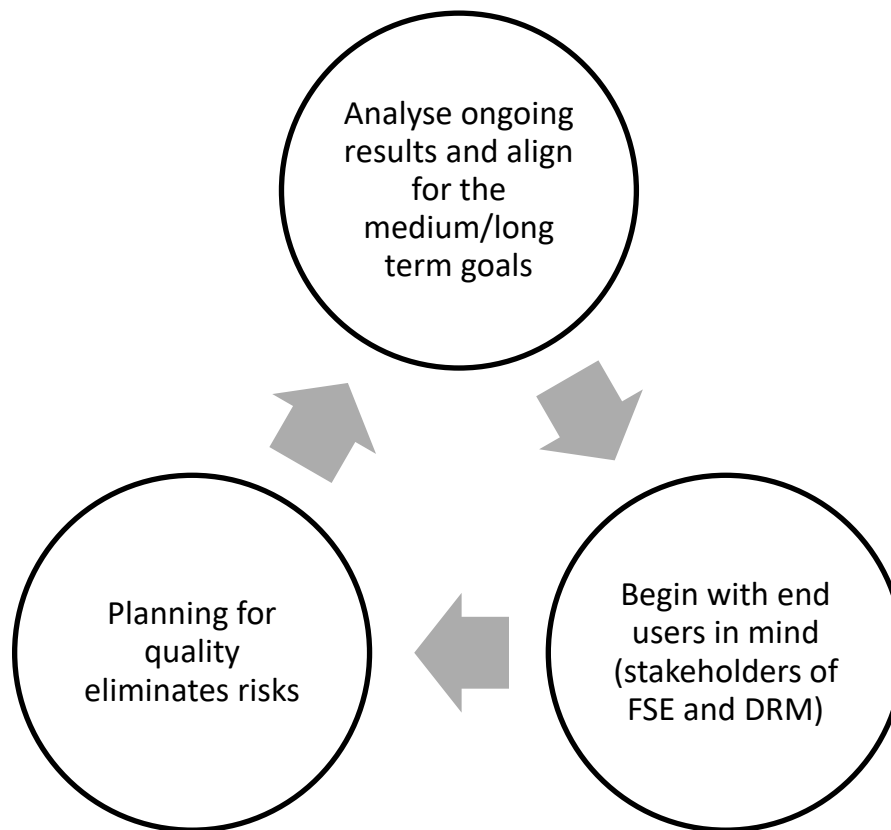 Analyse ongoing
results and align
for the
medium/long
term goals
Begin with end
users in mind
(stakeholders of
FSE and DRM)
Planning for
quality
eliminates risks